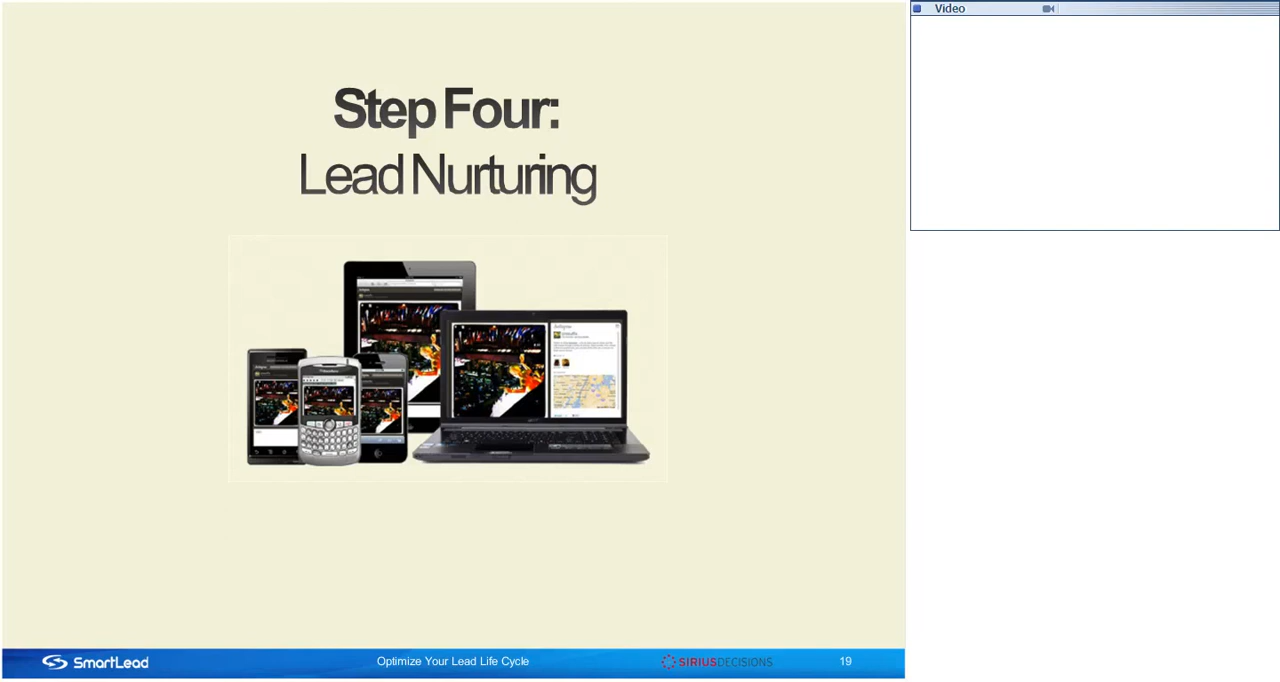 Video
Step Four:
Lead Nurturing
SmartLead
Optimize Your Lead Life Cycle
SIRIUSDECISIONS
19